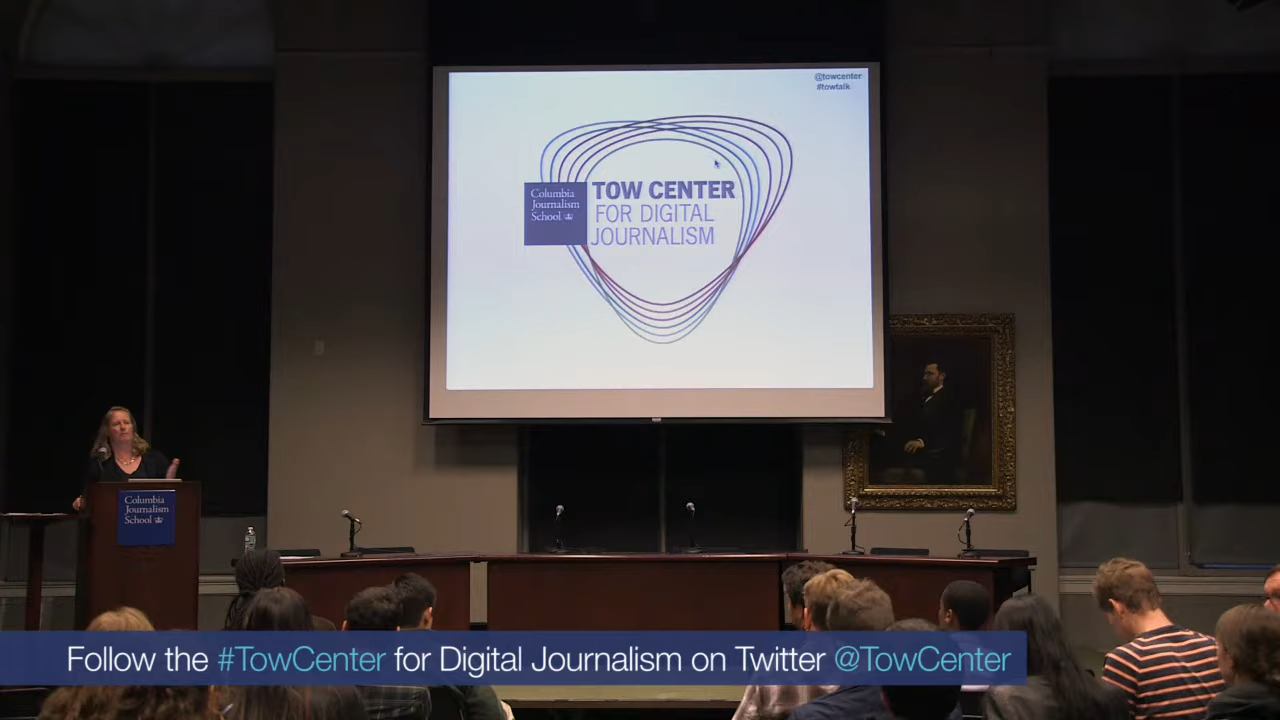 @towcenter
#towtalk
Columbia
Journalism
School
TOW CENTER
FOR DIGITAL
JOURNALISM
Columbia
Journalism
School
Follow the #TowCenter for Digital Journalism on Twitter @TowCenter